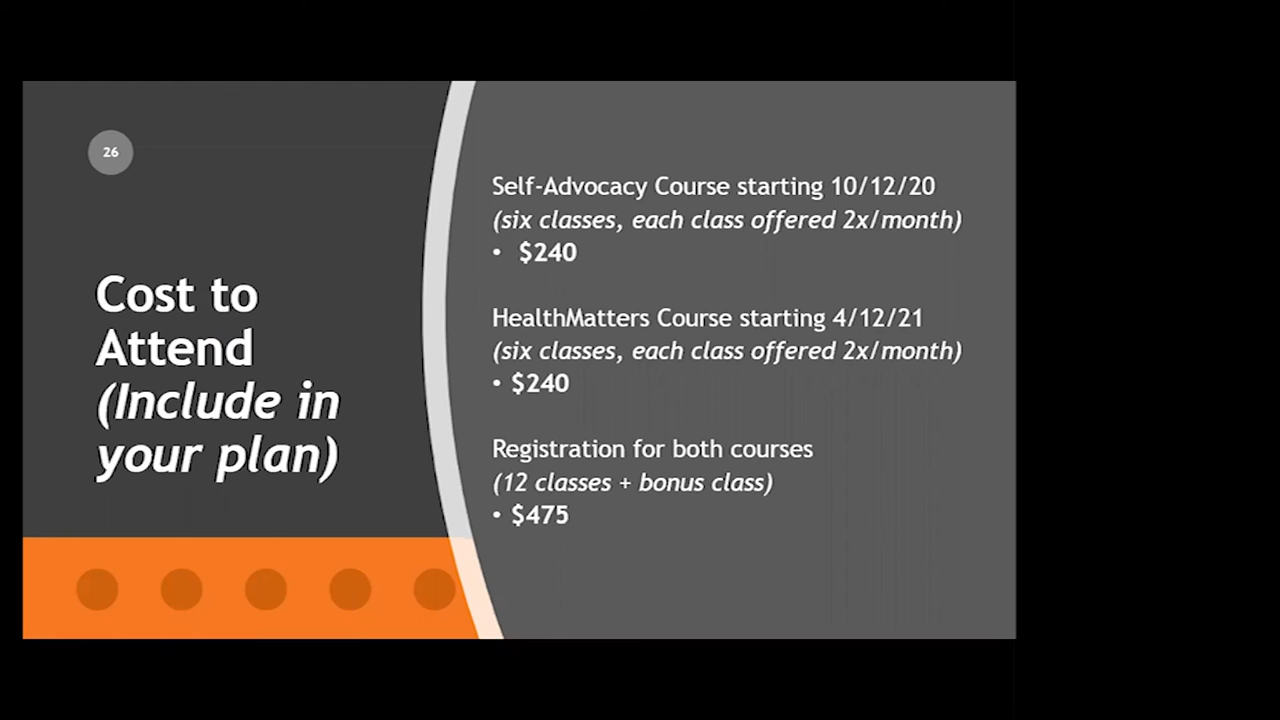 26
Cost to
Attend
(Include in
your plan)
Self-Advocacy Course starting 10/12/20
(six classes, each class offered 2x/month)
• $240
HealthMatters Course starting 4/12/21
(six classes, each class offered 2x/month)
• $240
Registration for both courses
(12 classes + bonus class)
• $475